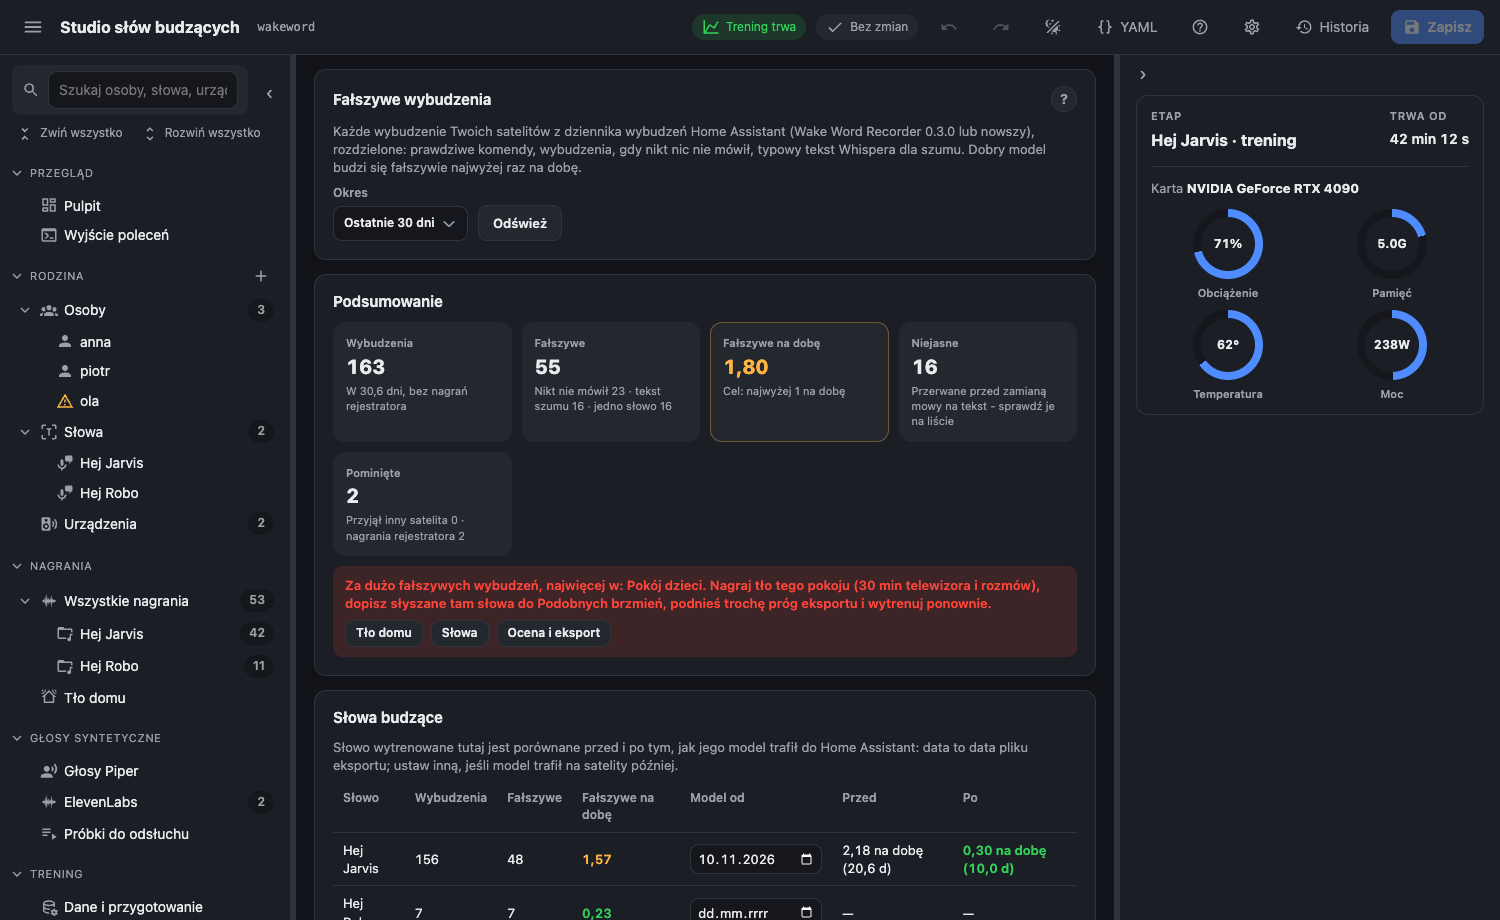 Studio słów budzących
wakeword
Trening trwa
Bez zmian
{} YAML
Historia
Zapisz
Szukaj osoby, słowa, urząc
Zwiń wszystko
Rozwiń wszystko
PRZEGLĄD
Pulpit
Wyjście poleceń
RODZINA
Osoby
3
anna
piotr
ola
Słowa
2
Hej Jarvis
Hej Robo
Urządzenia
2
NAGRANIA
Wszystkie nagrania
53
Hej Jarvis
42
Hej Robo
11
Tło domu
GŁOSY SYNTETYCZNE
Głosy Piper
ElevenLabs
2
Próbki do odsłuchu
TRENING
Dane i przygotowanie
Fałszywe wybudzenia
?
Każde wybudzenie Twoich satelitów z dziennika wybudzeń Home Assistant (Wake Word Recorder 0.3.0 lub nowszy),
rozdzielone: prawdziwe komendy, wybudzenia, gdy nikt nic nie mówił, typowy tekst Whispera dla szumu. Dobry model
budzi się fałszywie najwyżej raz na dobę.
Okres
Ostatnie 30 dni
Odśwież
Podsumowanie
Wybudzenia
163
W 30,6 dni, bez nagrań
rejestratora
Fałszywe
55
Nikt nie mówił 23 · tekst
szumu 16 · jedno słowo 16
Fałszywe na dobę
1,80
Cel: najwyżej 1 na dobę
Niejasne
16
Przerwane przed zamianą
mowy na tekst - sprawdź je
na liście
Pominięte
2
Przyjął inny satelita 0 ·
nagrania rejestratora 2
Za dużo fałszywych wybudzeń, najwięcej w: Pokój dzieci. Nagraj tło tego pokoju (30 min telewizora i rozmów),
dopisz słyszane tam słowa do Podobnych brzmień, podnieś trochę próg eksportu i wytrenuj ponownie.
Tło domu
Słowa
Ocena i eksport
Słowa budzące
Słowo wytrenowane tutaj jest porównane przed i po tym, jak jego model trafił do Home Assistant: data to data pliku
eksportu; ustaw inną, jeśli model trafił na satelity później.
Słowo
Wybudzenia
Fałszywe
Fałszywe na
dobę
Model od
Przed
Po
Hej
Jarvis
156
48
1,57
10.11.2026
2,18 na dobę
(20,6 d)
0,30 na dobę
(10,0 d)
Hej
7
7
0,23
dd.mm.rrrr
—
—
ETAP
Hej Jarvis · trening
TRWA OD
42 min 12 s
Karta NVIDIA GeForce RTX 4090
71%
Obciążenie
5.0G
Pamięć
62°
Temperatura
238W
Moc